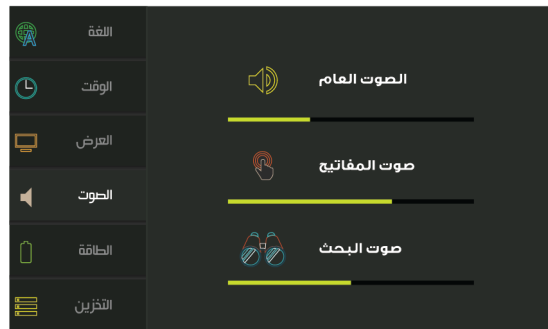 اللغة
الوقت
العرض
الصوت
الطاقة
التخزين
الصوت العام
صوت المفاتيح
صوت البحث